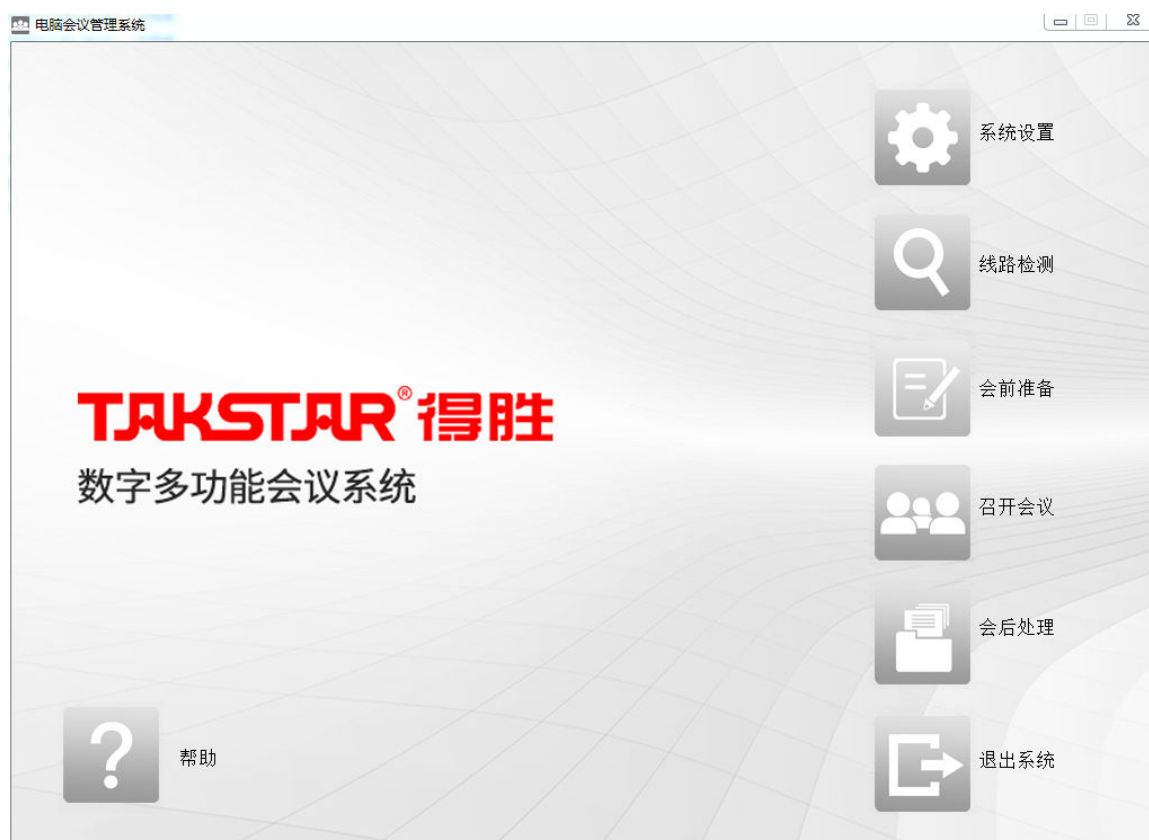 电脑会议管理系统
系统设置
线路检测
会前准备
TAKSTAR®得胜
数字多功能会议系统
召开会议
会后处理
帮助
退出系统